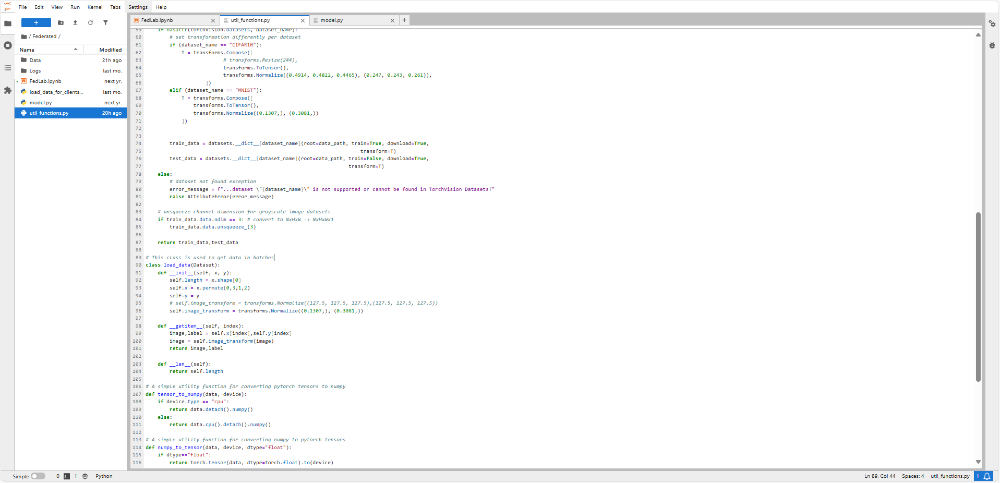 File Edit View Run Kernel Tabs Settings Help
+
/ Federated /
Name Modified
Data 21h ago
Logs last mo.
FedLab.ipynb next yr.
load_data_for_clients... last mo.
model.py next yr.
util_functions.py 20h ago
FedLab.ipynb util_functions.py model.py +
59 if hasattr(torchvision.datasets, dataset_name):
60 # set transformation differently per dataset
61 if (dataset_name == "CIFAR10"):
62 T = transforms.Compose([
63 # transforms.Resize(244),
64 transforms.ToTensor(),
65 transforms.Normalize((0.4914, 0.4822, 0.4465), (0.247, 0.243, 0.261)),
66 ])
67 elif (dataset_name == "MNIST"):
68 T = transforms.Compose([
69 transforms.ToTensor(),
70 transforms.Normalize((0.1307,), (0.3081,))
71 ])
72
73
74 train_data = datasets.__dict__[dataset_name](root=data_path, train=True, download=True,
75 transform=T)
76 test_data = datasets.__dict__[dataset_name](root=data_path, train=False, download=True,
77 transform=T)
78 else:
79 # dataset not found exception
80 error_message = f"...dataset \"{dataset_name}\" is not supported or cannot be found in TorchVision Datasets!"
81 raise AttributeError(error_message)
82
83 # unsqueeze channel dimension for grayscale image datasets
84 if train_data.data.ndim == 3: # convert to NxHxW -> NxHxWx1
85 train_data.data.unsqueeze_(3)
86
87 return train_data,test_data
88
89 # This class is used to get data in batches
90 class load_data(Dataset):
91 def __init__(self, x, y):
92 self.length = x.shape[0]
93 self.x = x.permute(0,3,1,2)
94 self.y = y
95 # self.image_transform = transforms.Normalize((127.5, 127.5, 127.5),(127.5, 127.5, 127.5))
96 self.image_transform = transforms.Normalize((0.1307,), (0.3081,))
97
98 def __getitem__(self, index):
99 image,label = self.x[index],self.y[index]
100 image = self.image_transform(image)
101 return image,label
102
103 def __len__(self):
104 return self.length
105
106 # A simple utility function for converting pytorch tensors to numpy
107 def tensor_to_numpy(data, device):
108 if device.type == "cpu":
109 return data.detach().numpy()
110 else:
111 return data.cpu().detach().numpy()
112
113 # A simple utility function for converting numpy to pytorch tensors
114 def numpy_to_tensor(data, device, dtype="float"):
115 if dtype=="float":
116 return torch.tensor(data, dtype=torch.float).to(device)
Simple 0 1 Python Ln 89, Col 44 Spaces: 4 util_functions.py 1